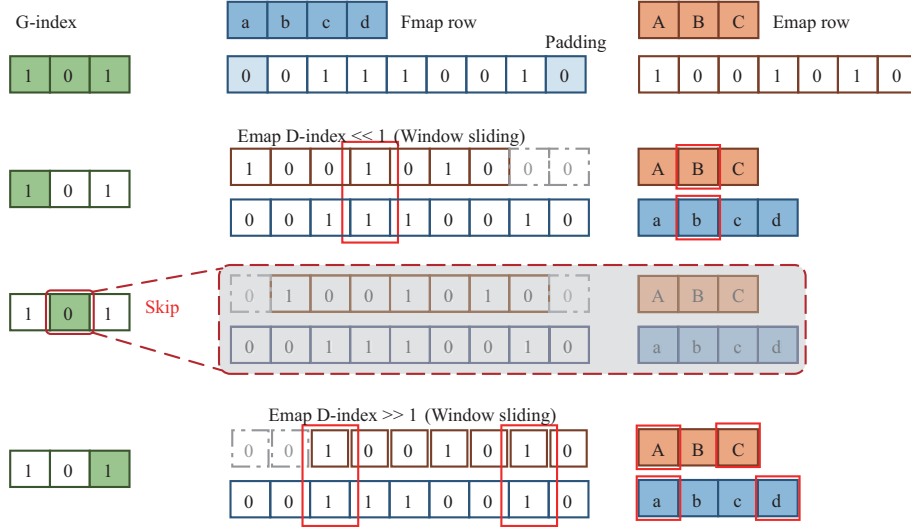 G-index
a b c d Fmap row
A B C Emap row
Padding
1 0 1
0 0 1 1 1 0 0 1 0
1 0 0 1 0 1 0
Emap D-index << 1 (Window sliding)
1 0 0 1 0 1 0 0 0
A B C
1 0 1
0 0 1 1 1 0 0 1 0
a b c d
0 1 0 0 1 0 1 0 0
A B C
1 0 1
Skip
0 0 1 1 1 0 0 1 0
a b c d
Emap D-index >> 1 (Window sliding)
0 0 1 0 0 1 0 1 0
A B C
1 0 1
0 0 1 1 1 0 0 1 0
a b c d